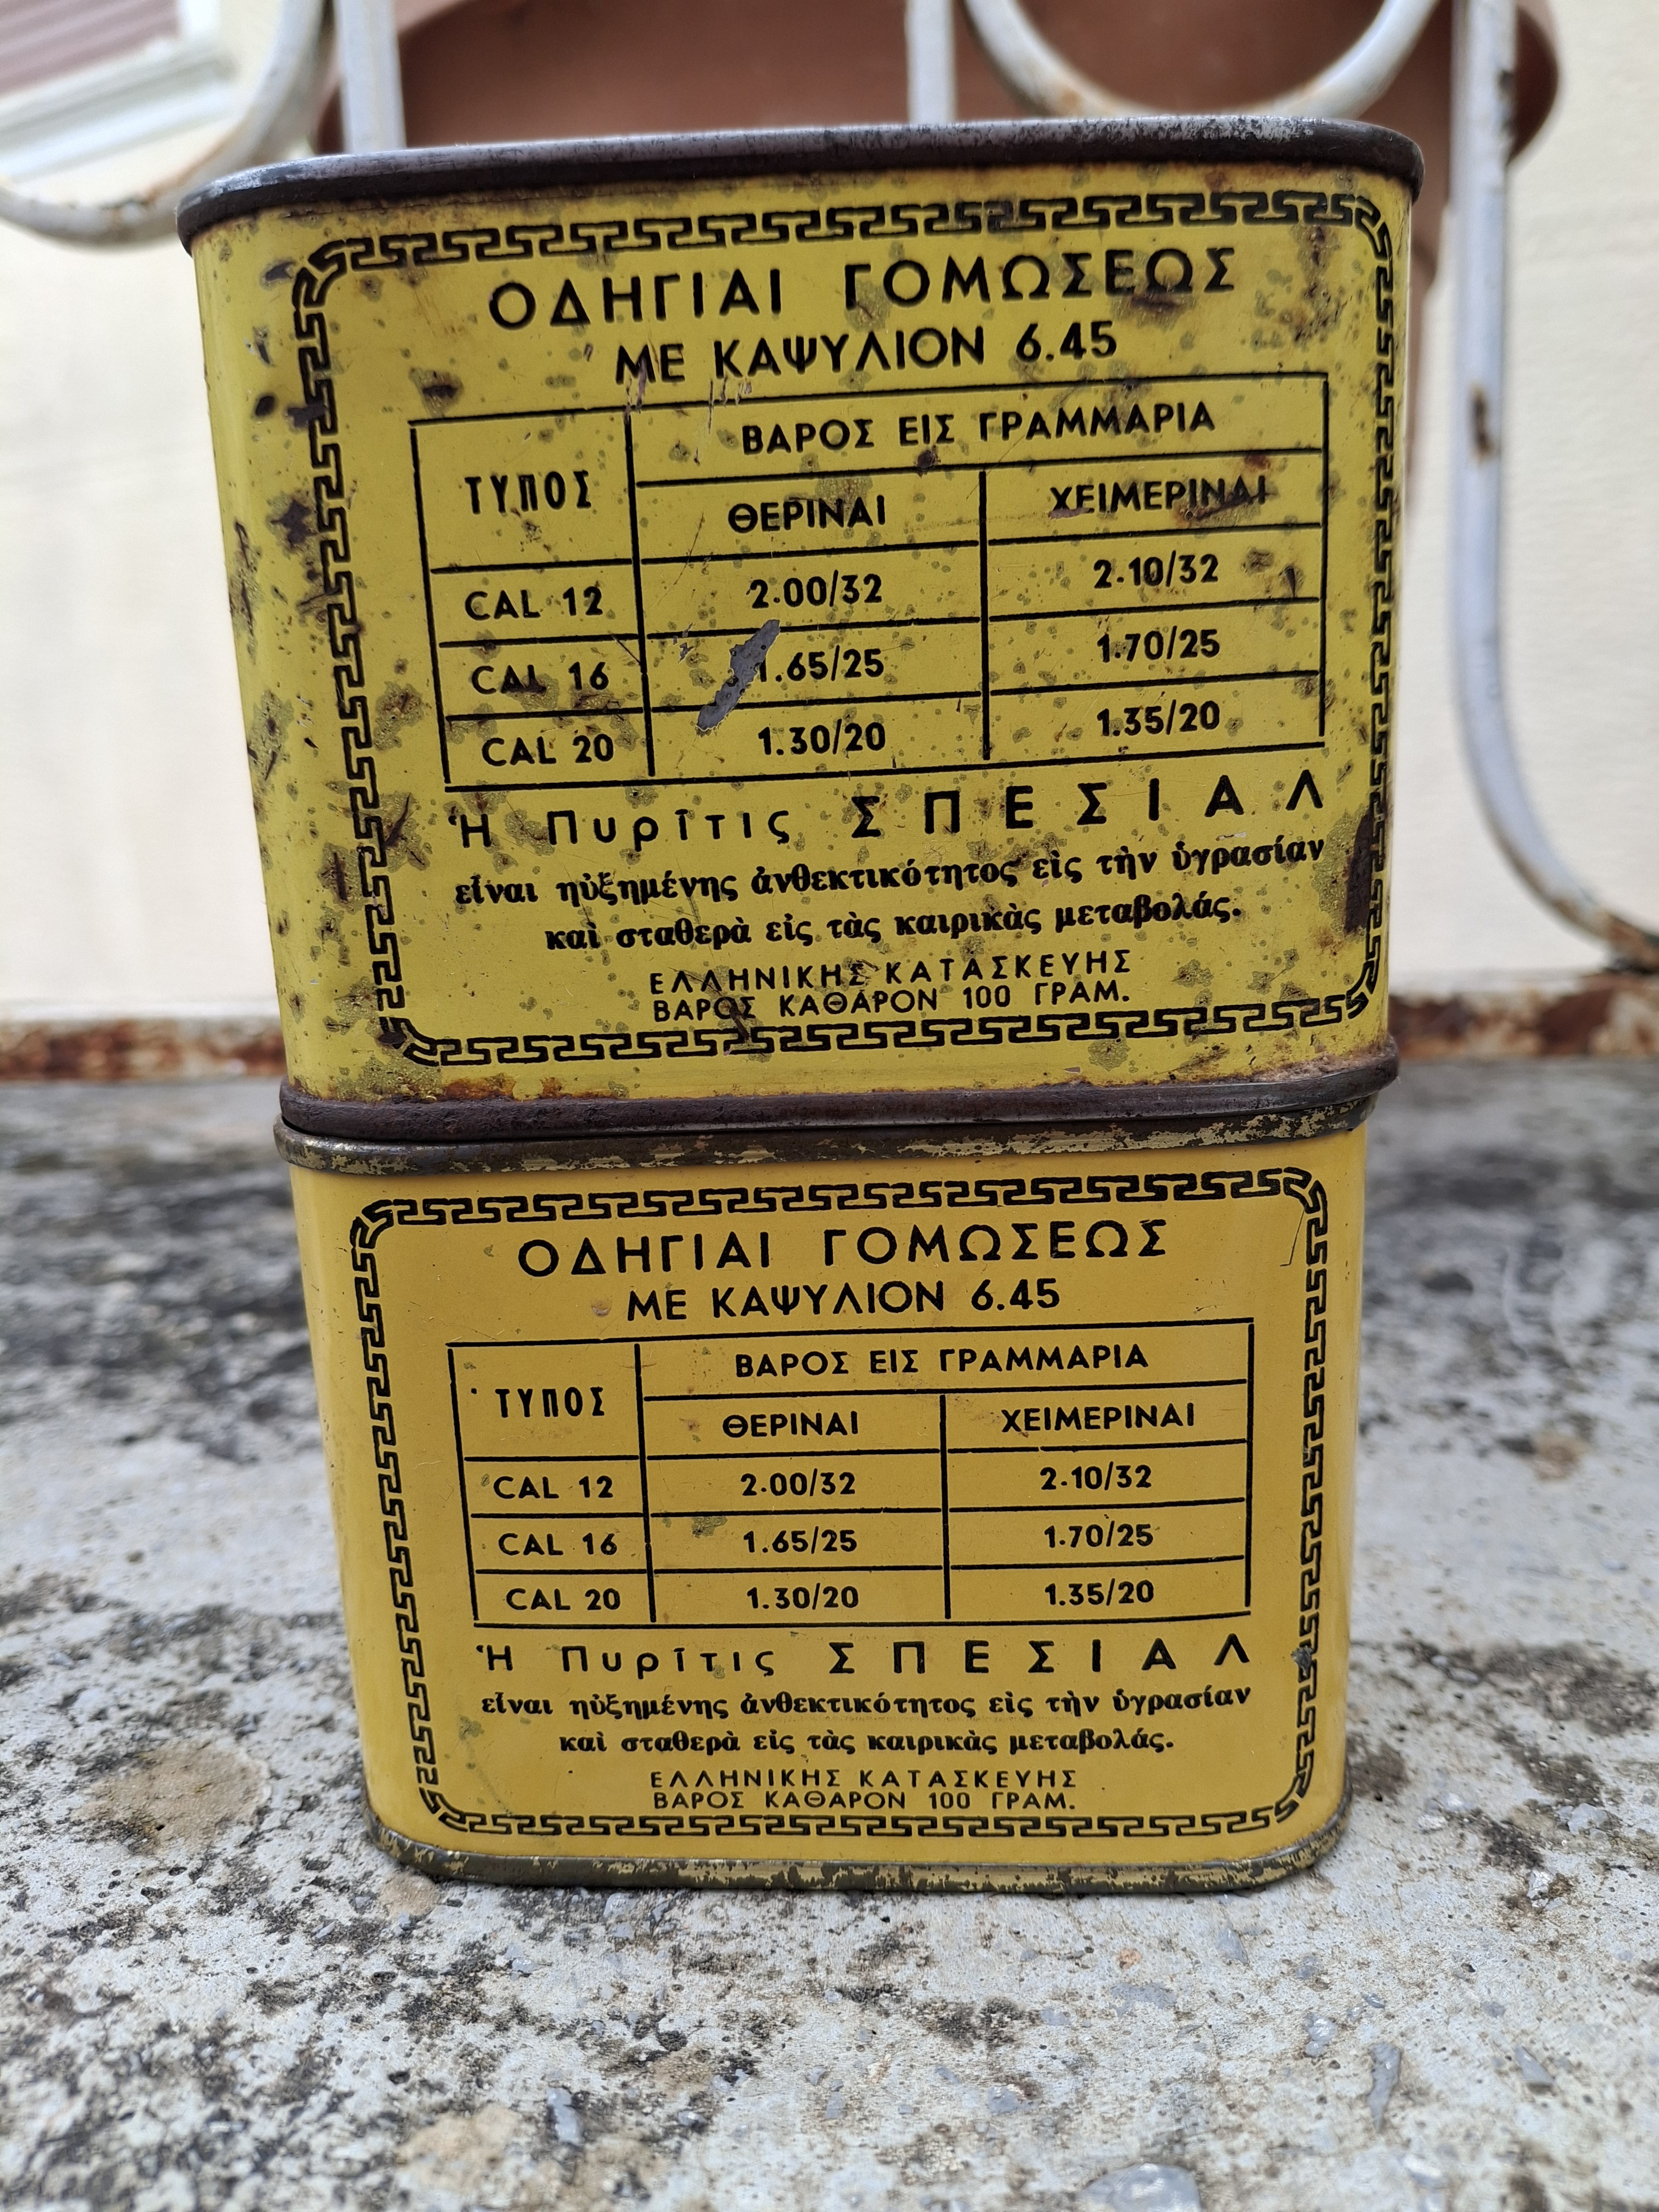 ΟΔΗΓΙΑΙ ΓΟΜΩΣΕΩΣ
ΜΕ ΚΑΨΥΛΙΟΝ 6.45
ΤΥΠΟΣ ΒΑΡΟΣ ΕΙΣ ΓΡΑΜΜΑΡΙΑ
ΘΕΡΙΝΑΙ ΧΕΙΜΕΡΙΝΑΙ
CAL 12 2.00/32 2.10/32
CAL 16 1.65/25 1.70/25
CAL 20 1.30/20 1.35/20
Ἡ Πυρῖτις ΣΠΕΣΙΑΛ
εἶναι ηὐξημένης ἀνθεκτικότητος εἰς τὴν ὑγρασίαν
καὶ σταθερὰ εἰς τὰς καιρικὰς μεταβολάς.
ΕΛΛΗΝΙΚΗΣ ΚΑΤΑΣΚΕΥΗΣ
ΒΑΡΟΣ ΚΑΘΑΡΟΝ 100 ΓΡΑΜ.
ΟΔΗΓΙΑΙ ΓΟΜΩΣΕΩΣ
ΜΕ ΚΑΨΥΛΙΟΝ 6.45
ΤΥΠΟΣ ΒΑΡΟΣ ΕΙΣ ΓΡΑΜΜΑΡΙΑ
ΘΕΡΙΝΑΙ ΧΕΙΜΕΡΙΝΑΙ
CAL 12 2.00/32 2.10/32
CAL 16 1.65/25 1.70/25
CAL 20 1.30/20 1.35/20
Ἡ Πυρῖτις ΣΠΕΣΙΑΛ
εἶναι ηὐξημένης ἀνθεκτικότητος εἰς τὴν ὑγρασίαν
καὶ σταθερὰ εἰς τὰς καιρικὰς μεταβολάς.
ΕΛΛΗΝΙΚΗΣ ΚΑΤΑΣΚΕΥΗΣ
ΒΑΡΟΣ ΚΑΘΑΡΟΝ 100 ΓΡΑΜ.